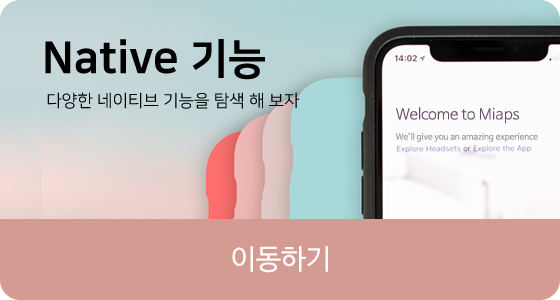 Native 기능
다양한 네이티브 기능을 탐색 해 보자
14:02
Welcome to Miaps
We'll give you an amazing experience
Explore Headsets or Explore the App
이동하기